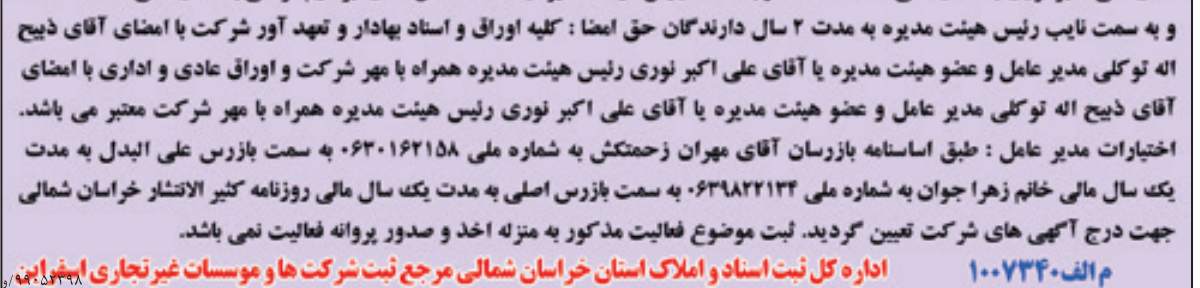 و به سمت نایب رئیس هیئت مدیره به مدت ۲ سال دارندگان حق امضا : کلیه اوراق و اسناد بهادار و تعهد آور شرکت با امضای آقای ذبیح
اله توکلی مدیر عامل و عضو هیئت مدیره یا آقای علی اکبر نوری رئیس هیئت مدیره همراه با مهر شرکت و اوراق عادی و اداری با امضای
آقای ذبیح اله توکلی مدیر عامل و عضو هیئت مدیره یا آقای علی اکبر نوری رئیس هیئت مدیره همراه با مهر شرکت معتبر می باشد.
اختیارات مدیر عامل : طبق اساسنامه بازرسان آقای مهران زحمتکش به شماره ملی ۰۶۳۰۱۶۲۱۵۸ به سمت بازرس علی البدل به مدت
یک سال مالی خانم زهرا جوان به شماره ملی ۰۶۳۹۸۲۲۱۳۴ به سمت بازرس اصلی به مدت یک سال مالی روزنامه کثیر الانتشار خراسان شمالی
جهت درج آگهی های شرکت تعیین گردید. ثبت موضوع فعالیت مذکور به منزله اخذ و صدور پروانه فعالیت نمی باشد.
م الف ۱۰۰۷۳۴۰ اداره کل ثبت اسناد و املاک استان خراسان شمالی مرجع ثبت شرکت ها و موسسات غیرتجاری اسفراین
۹۹۰۵۲۳۹۸/و